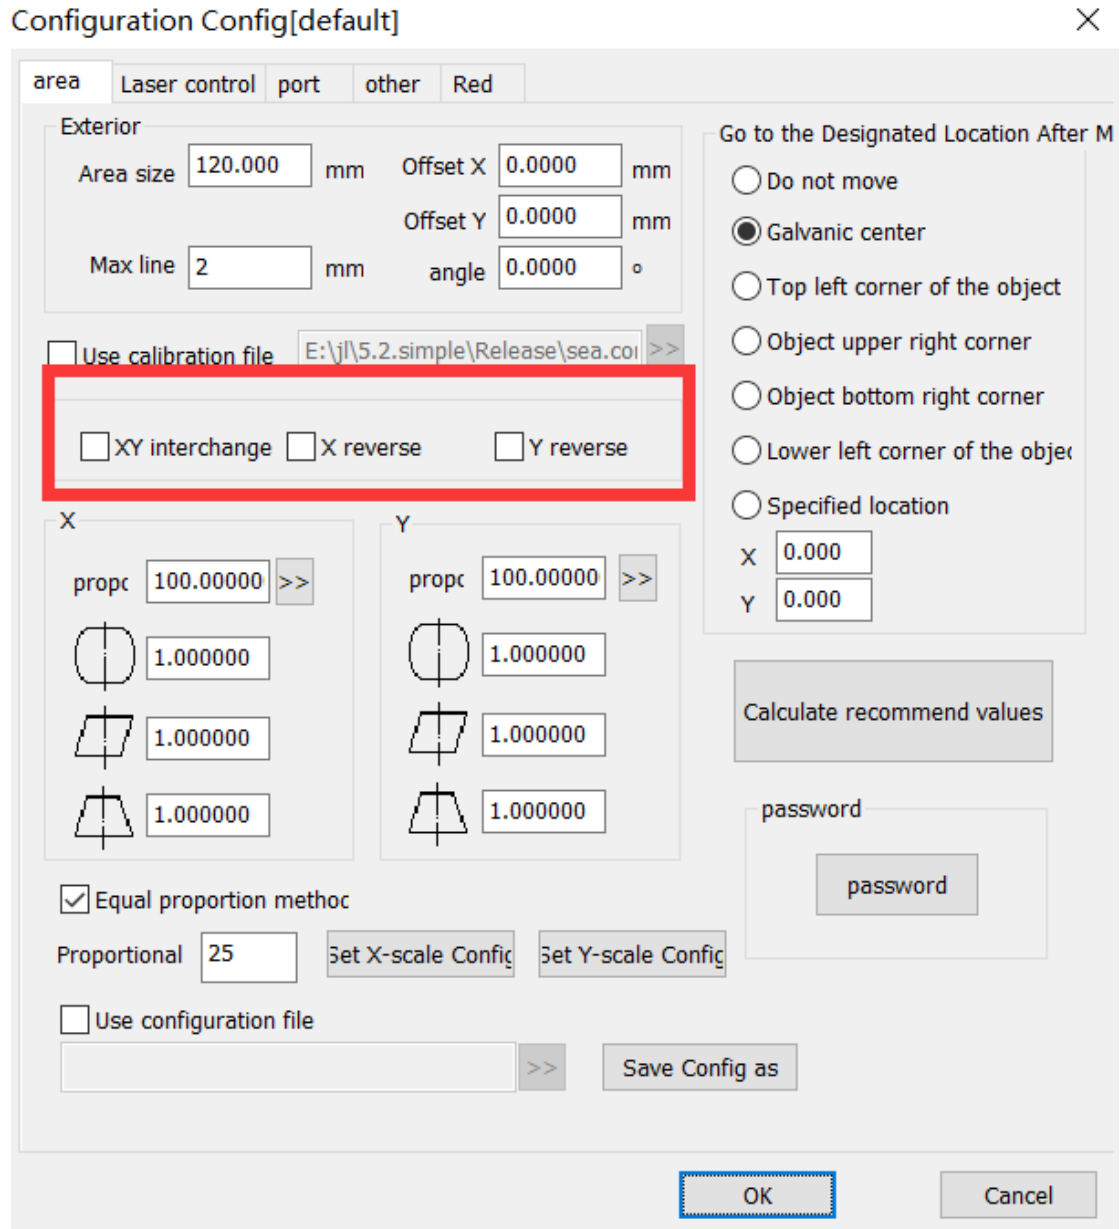 Configuration Config[default]
area Laser control port other Red
Exterior
Area size 120.000 mm Offset X 0.0000 mm
Offset Y 0.0000 mm
Max line 2 mm angle 0.0000 °
Use calibration file E:\jl\5.2.simple\Release\sea.cor >>
XY interchange X reverse Y reverse
X
propc 100.00000 >>
1.000000
1.000000
1.000000
Y
propc 100.00000 >>
1.000000
1.000000
1.000000
Equal proportion method
Proportional 25 Set X-scale Config Set Y-scale Config
Use configuration file
>> Save Config as
Go to the Designated Location After M
Do not move
Galvanic center
Top left corner of the object
Object upper right corner
Object bottom right corner
Lower left corner of the objec
Specified location
X 0.000
Y 0.000
Calculate recommend values
password
password
OK Cancel